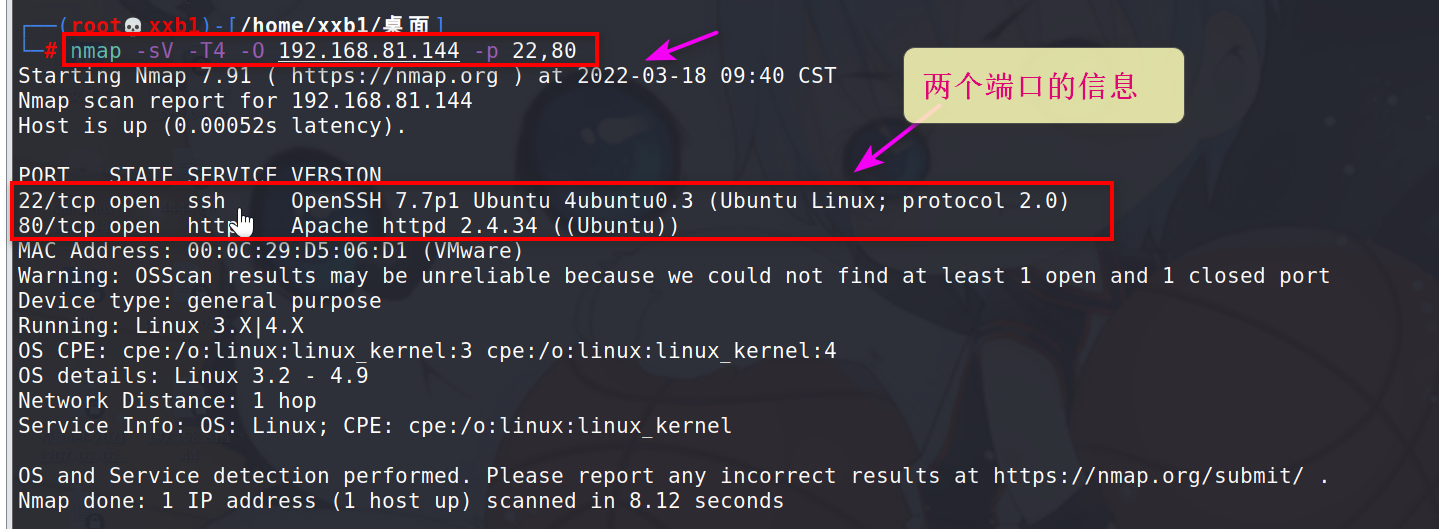 (root💀xxb1)-[/home/xxb1/桌面]
# nmap -sV -T4 -O 192.168.81.144 -p 22,80
Starting Nmap 7.91 ( https://nmap.org ) at 2022-03-18 09:40 CST
两个端口的信息
Nmap scan report for 192.168.81.144
Host is up (0.00052s latency).
PORT   STATE SERVICE VERSION
22/tcp open  ssh     OpenSSH 7.7p1 Ubuntu 4ubuntu0.3 (Ubuntu Linux; protocol 2.0)
80/tcp open  http    Apache httpd 2.4.34 ((Ubuntu))
MAC Address: 00:0C:29:D5:06:D1 (VMware)
Warning: OSScan results may be unreliable because we could not find at least 1 open and 1 closed port
Device type: general purpose
Running: Linux 3.X|4.X
OS CPE: cpe:/o:linux:linux_kernel:3 cpe:/o:linux:linux_kernel:4
OS details: Linux 3.2 - 4.9
Network Distance: 1 hop
Service Info: OS: Linux; CPE: cpe:/o:linux:linux_kernel
OS and Service detection performed. Please report any incorrect results at https://nmap.org/submit/ .
Nmap done: 1 IP address (1 host up) scanned in 8.12 seconds